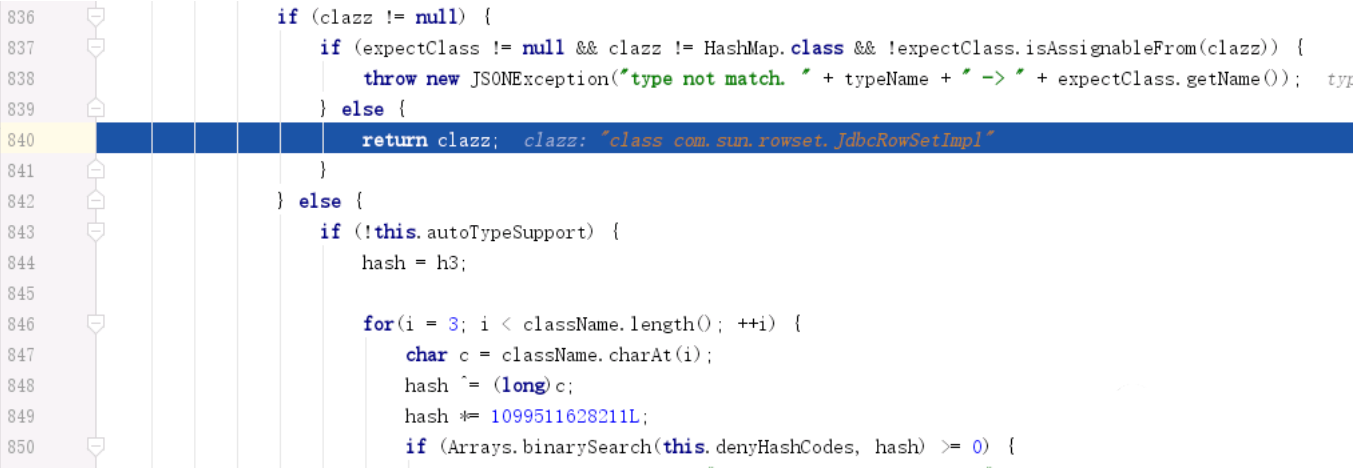 836 if (clazz != null) {
837 if (expectClass != null && clazz != HashMap.class && !expectClass.isAssignableFrom(clazz)) {
838 throw new JSONException("type not match. " + typeName + " -> " + expectClass.getName()); typ
839 } else {
840 return clazz; clazz: "class com.sun.rowset.JdbcRowSetImpl"
841 }
842 } else {
843 if (!this.autoTypeSupport) {
844 hash = h3;
845
846 for(i = 3; i < className.length(); ++i) {
847 char c = className.charAt(i);
848 hash ^= (long)c;
849 hash *= 1099511628211L;
850 if (Arrays.binarySearch(this.denyHashCodes, hash) >= 0) {